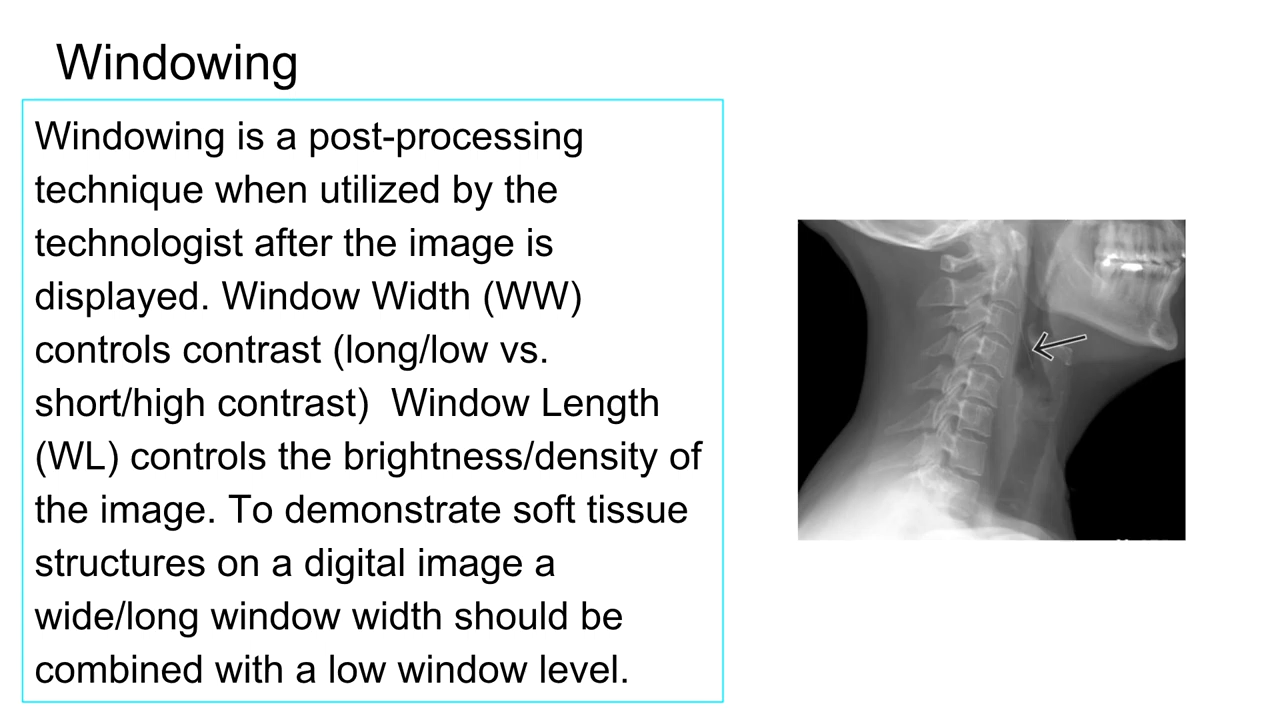 Windowing
Windowing is a post-processing
technique when utilized by the
technologist after the image is
displayed. Window Width (WW)
controls contrast (long/low vs.
short/high contrast)  Window Length
(WL) controls the brightness/density of
the image. To demonstrate soft tissue
structures on a digital image a
wide/long window width should be
combined with a low window level.